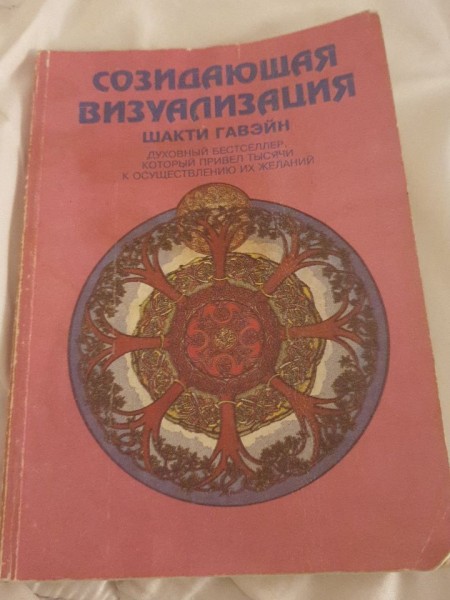 СОЗИДАЮЩАЯ
ВИЗУАЛИЗАЦИЯ
ШАКТИ ГАВЭЙН
ДУХОВНЫЙ БЕСТСЕЛЛЕР,
КОТОРЫЙ ПРИВЕЛ ТЫСЯЧИ
К ОСУЩЕСТВЛЕНИЮ ИХ ЖЕЛАНИЙ